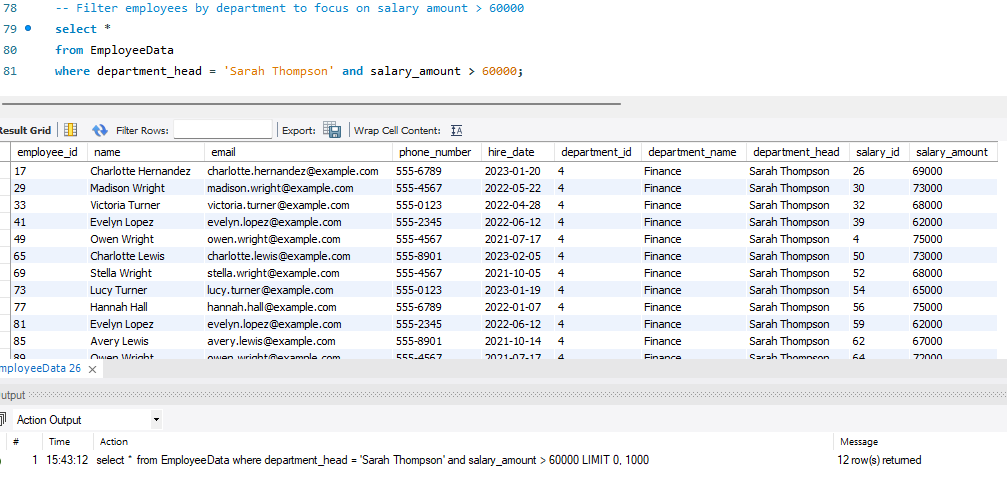 78 -- Filter employees by department to focus on salary amount > 60000
79 select *
80 from EmployeeData
81 where department_head = 'Sarah Thompson' and salary_amount > 60000;
Result Grid Filter Rows: Export: Wrap Cell Content:
employee_id name email phone_number hire_date department_id department_name department_head salary_id salary_amount
17 Charlotte Hernandez charlotte.hernandez@example.com 555-6789 2023-01-20 4 Finance Sarah Thompson 26 69000
29 Madison Wright madison.wright@example.com 555-4567 2022-05-22 4 Finance Sarah Thompson 30 73000
33 Victoria Turner victoria.turner@example.com 555-0123 2022-04-28 4 Finance Sarah Thompson 32 68000
41 Evelyn Lopez evelyn.lopez@example.com 555-2345 2022-06-12 4 Finance Sarah Thompson 39 62000
49 Owen Wright owen.wright@example.com 555-4567 2021-07-17 4 Finance Sarah Thompson 4 75000
65 Charlotte Lewis charlotte.lewis@example.com 555-8901 2023-02-05 4 Finance Sarah Thompson 50 73000
69 Stella Wright stella.wright@example.com 555-4567 2021-10-05 4 Finance Sarah Thompson 52 68000
73 Lucy Turner lucy.turner@example.com 555-0123 2023-01-19 4 Finance Sarah Thompson 54 65000
77 Hannah Hall hannah.hall@example.com 555-6789 2022-01-07 4 Finance Sarah Thompson 56 75000
81 Evelyn Lopez evelyn.lopez@example.com 555-2345 2022-06-12 4 Finance Sarah Thompson 59 62000
85 Avery Lewis avery.lewis@example.com 555-8901 2021-10-14 4 Finance Sarah Thompson 62 67000
89 Owen Wright owen.wright@example.com 555-4567 2021-07-17 4 Finance Sarah Thompson 64 72000
mployeeData 26
utput
Action Output
# Time Action Message
1 15:43:12 select * from EmployeeData where department_head = 'Sarah Thompson' and salary_amount > 60000 LIMIT 0, 1000 12 row(s) returned